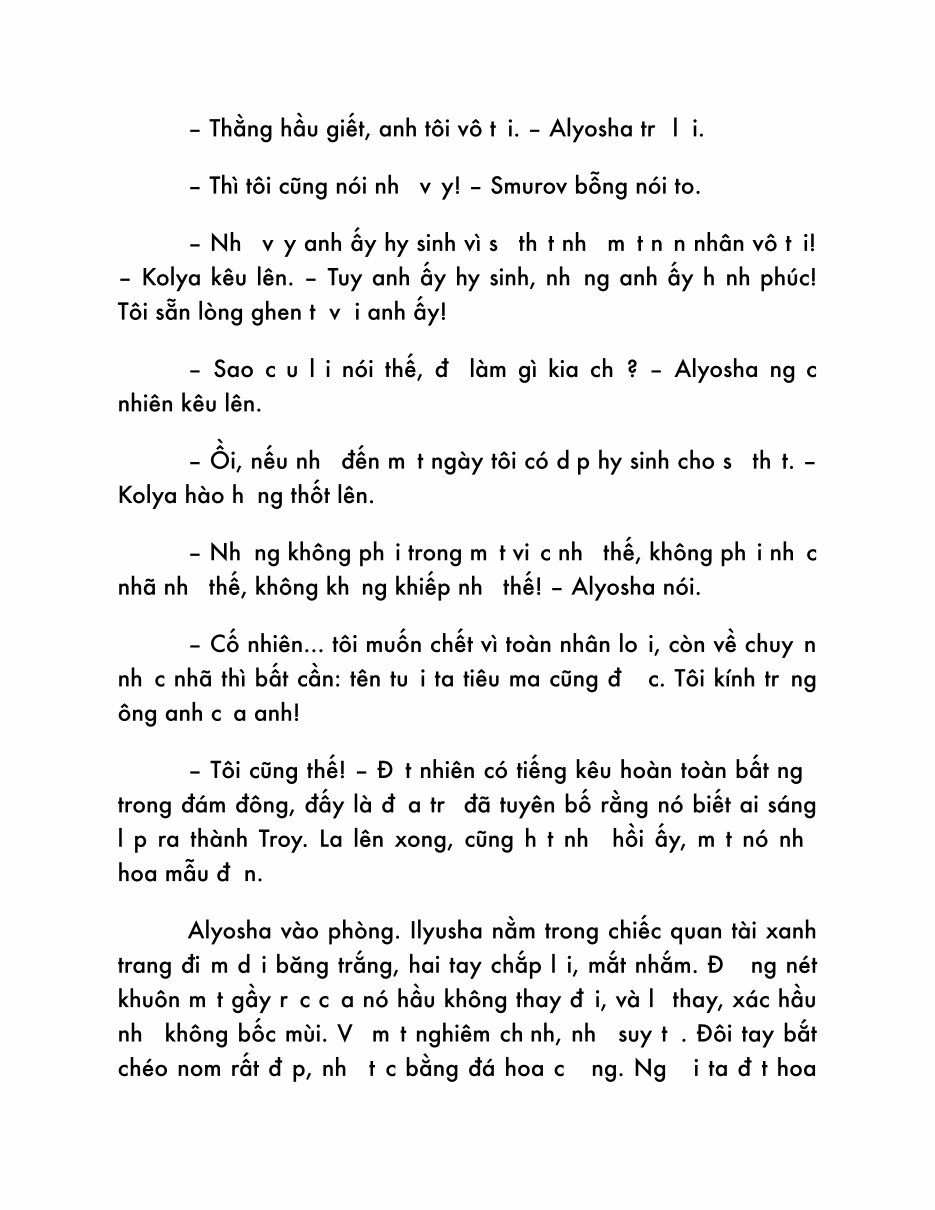 – Thằng hầu giết, anh tôi vô t i. – Alyosha tr l i.
– Thì tôi cũng nói nh v y! – Smurov bỗng nói to.
– Nh v y anh ấy hy sinh vì s th t nh m t n n nhân vô t i!
– Kolya kêu lên. – Tuy anh ấy hy sinh, nh ng anh ấy h nh phúc!
Tôi sẵn lòng ghen t v i anh ấy!
– Sao c u l i nói thế, đ làm gì kia ch ? – Alyosha ng c
nhiên kêu lên.
– Ồi, nếu nh đến m t ngày tôi có d p hy sinh cho s th t. –
Kolya hào h ng thốt lên.
– Nh ng không ph i trong m t vi c nh thế, không ph i nh c
nhã nh thế, không kh ng khiếp nh thế! – Alyosha nói.
– Cố nhiên... tôi muốn chết vì toàn nhân lo i, còn về chuy n
nh c nhã thì bất cần: tên tu i ta tiêu ma cũng đ c. Tôi kính tr ng
ông anh c a anh!
– Tôi cũng thế! – Đ t nhiên có tiếng kêu hoàn toàn bất ng
trong đám đông, đấy là đ a tr đã tuyên bố rằng nó biết ai sáng
l p ra thành Troy. La lên xong, cũng h t nh hồi ấy, m t nó nh
hoa mẫu đ n.
Alyosha vào phòng. Ilyusha nằm trong chiếc quan tài xanh
trang đi m d i băng trắng, hai tay chắp l i, mắt nhắm. Đ ng nét
khuôn m t gầy r c c a nó hầu không thay đ i, và l thay, xác hầu
nh không bốc mùi. V m t nghiêm ch nh, nh suy t . Đôi tay bắt
chéo nom rất đ p, nh t c bằng đá hoa c ng. Ng i ta đ t hoa